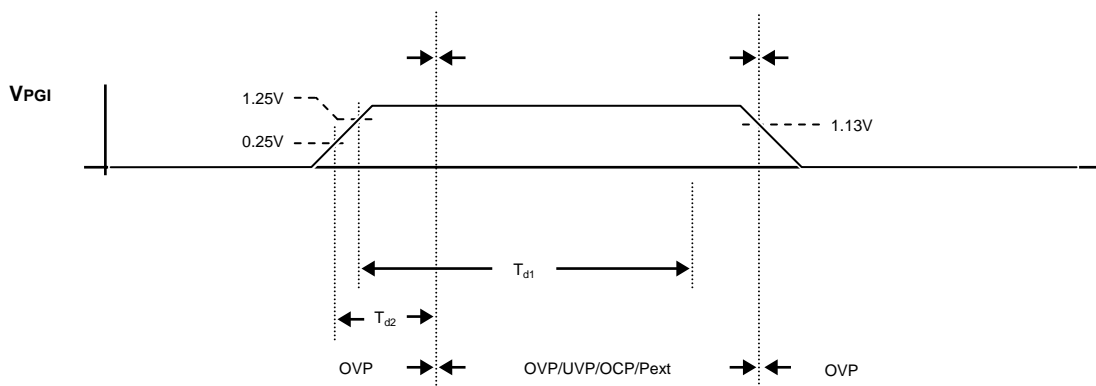 VPGI
1.25V
0.25V
1.13V
Td1
Td2
OVP
OVP/UVP/OCP/Pext
OVP